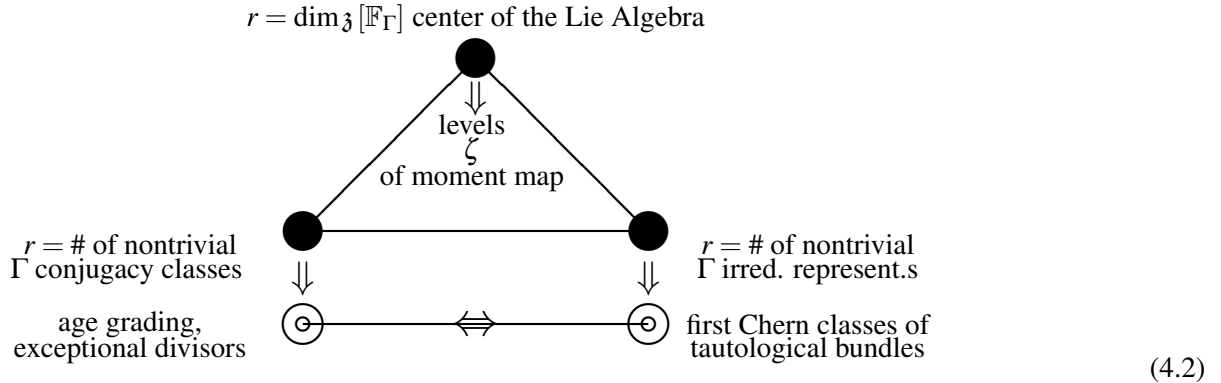 r = dim 𝔷 [𝔽_Γ] center of the Lie Algebra
⇓
levels
ζ
of moment map
r = # of nontrivial
Γ conjugacy classes
r = # of nontrivial
Γ irred. represent.s
⇓
⇓
age grading,
exceptional divisors
⇔
first Chern classes of
tautological bundles
(4.2)